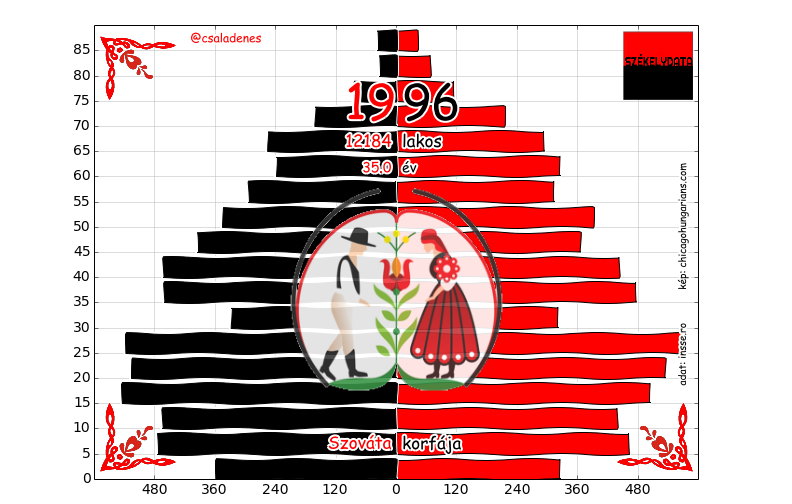 @csaladenes
SZÉKELYDATA
1996
12184 lakos
35.0 év
kép: chicagohungarians.com
adat: insse.ro
Szováta korfája
85
80
75
70
65
60
55
50
45
40
35
30
25
20
15
10
5
0
480 360 240 120 0 120 240 360 480